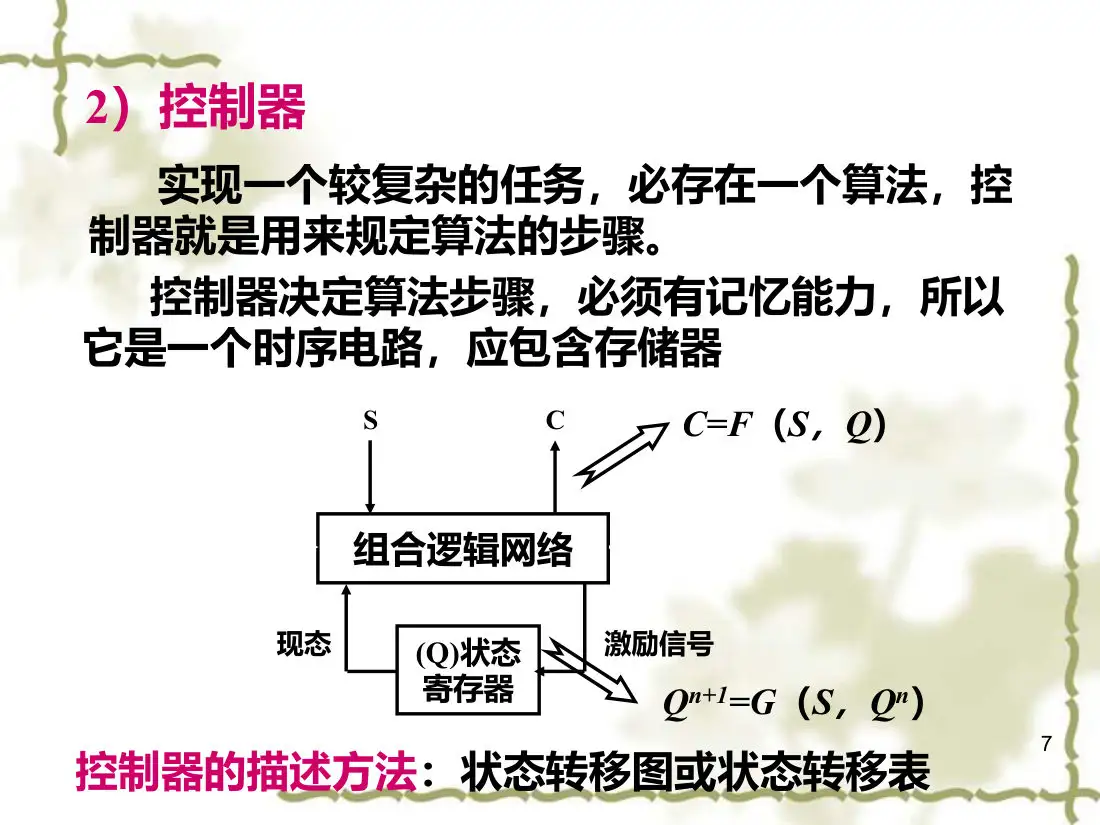 2）控制器
实现一个较复杂的任务，必存在一个算法，控
制器就是用来规定算法的步骤。
控制器决定算法步骤，必须有记忆能力，所以
它是一个时序电路，应包含存储器
S
C
C=F（S，Q）
组合逻辑网络
现态
(Q)状态
寄存器
激励信号
Qⁿ⁺¹=G（S，Qⁿ）
7
控制器的描述方法：状态转移图或状态转移表